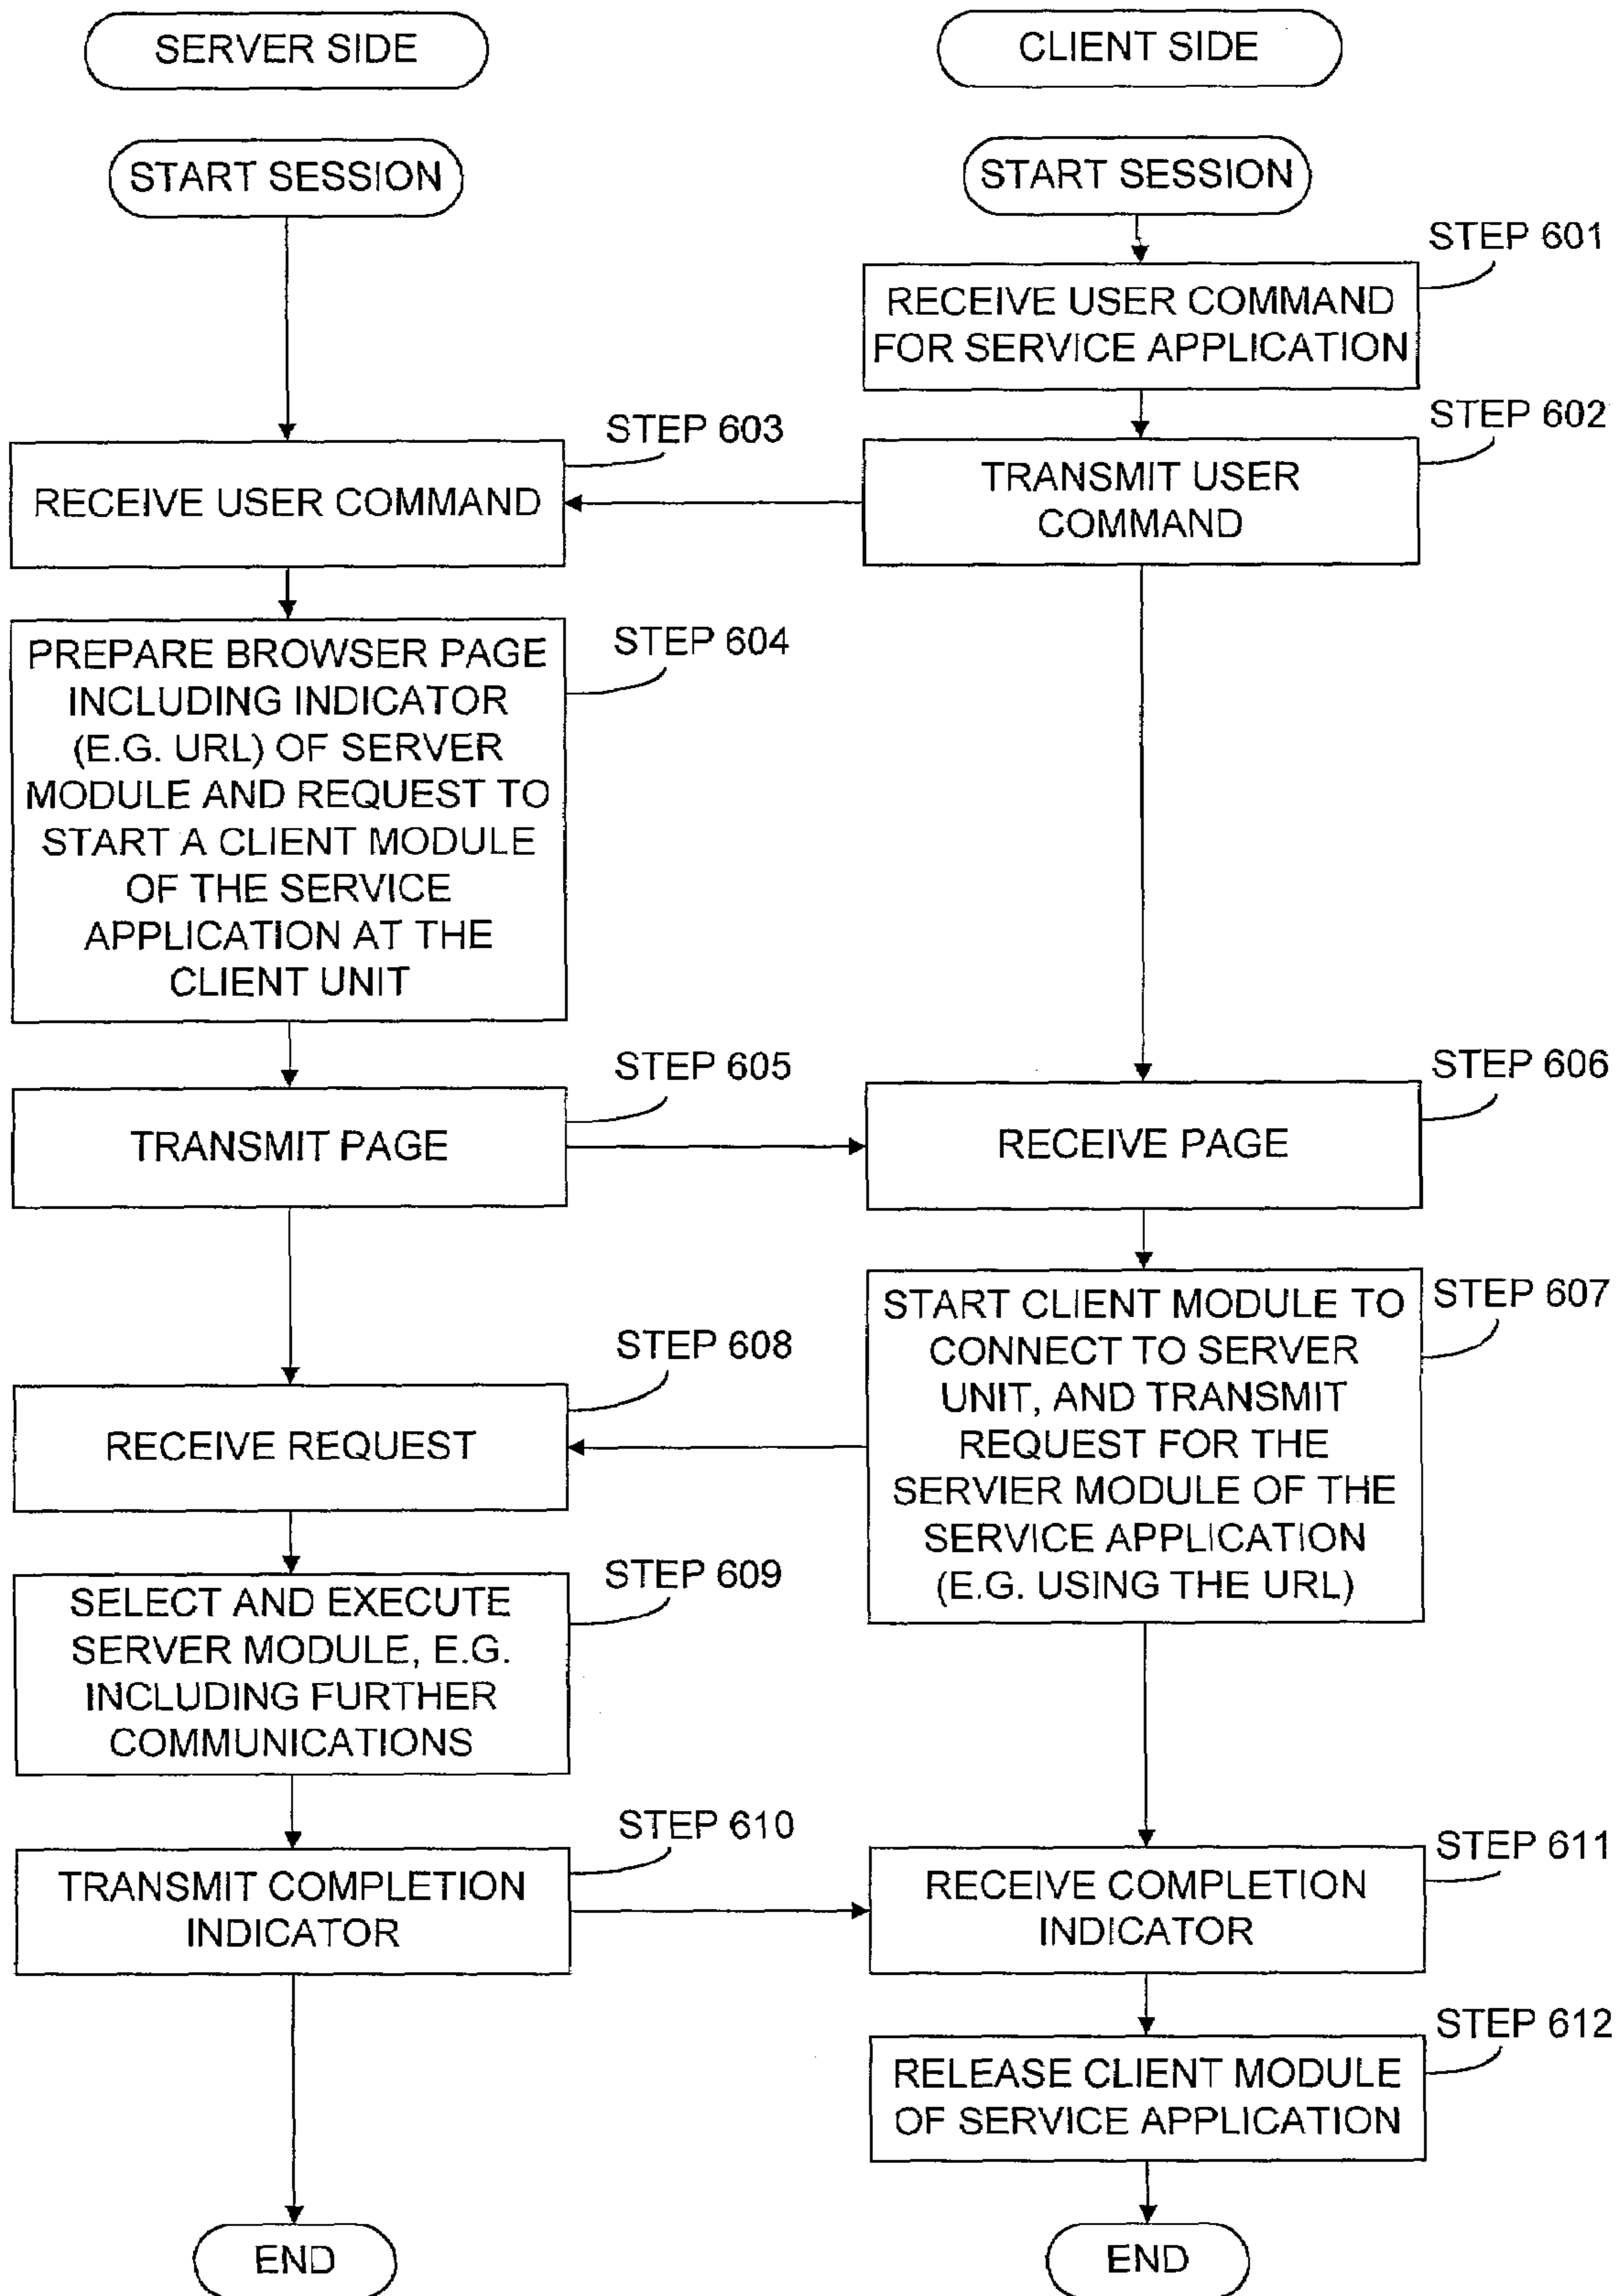 SERVER SIDE
CLIENT SIDE
START SESSION
START SESSION
STEP 601
RECEIVE USER COMMAND
FOR SERVICE APPLICATION
STEP 602
TRANSMIT USER
COMMAND
STEP 603
RECEIVE USER COMMAND
STEP 604
PREPARE BROWSER PAGE
INCLUDING INDICATOR
(E.G. URL) OF SERVER
MODULE AND REQUEST TO
START A CLIENT MODULE
OF THE SERVICE
APPLICATION AT THE
CLIENT UNIT
STEP 605
TRANSMIT PAGE
STEP 606
RECEIVE PAGE
STEP 607
START CLIENT MODULE TO
CONNECT TO SERVER
UNIT, AND TRANSMIT
REQUEST FOR THE
SERVIER MODULE OF THE
SERVICE APPLICATION
(E.G. USING THE URL)
STEP 608
RECEIVE REQUEST
STEP 609
SELECT AND EXECUTE
SERVER MODULE, E.G.
INCLUDING FURTHER
COMMUNICATIONS
STEP 610
TRANSMIT COMPLETION
INDICATOR
STEP 611
RECEIVE COMPLETION
INDICATOR
STEP 612
RELEASE CLIENT MODULE
OF SERVICE APPLICATION
END
END